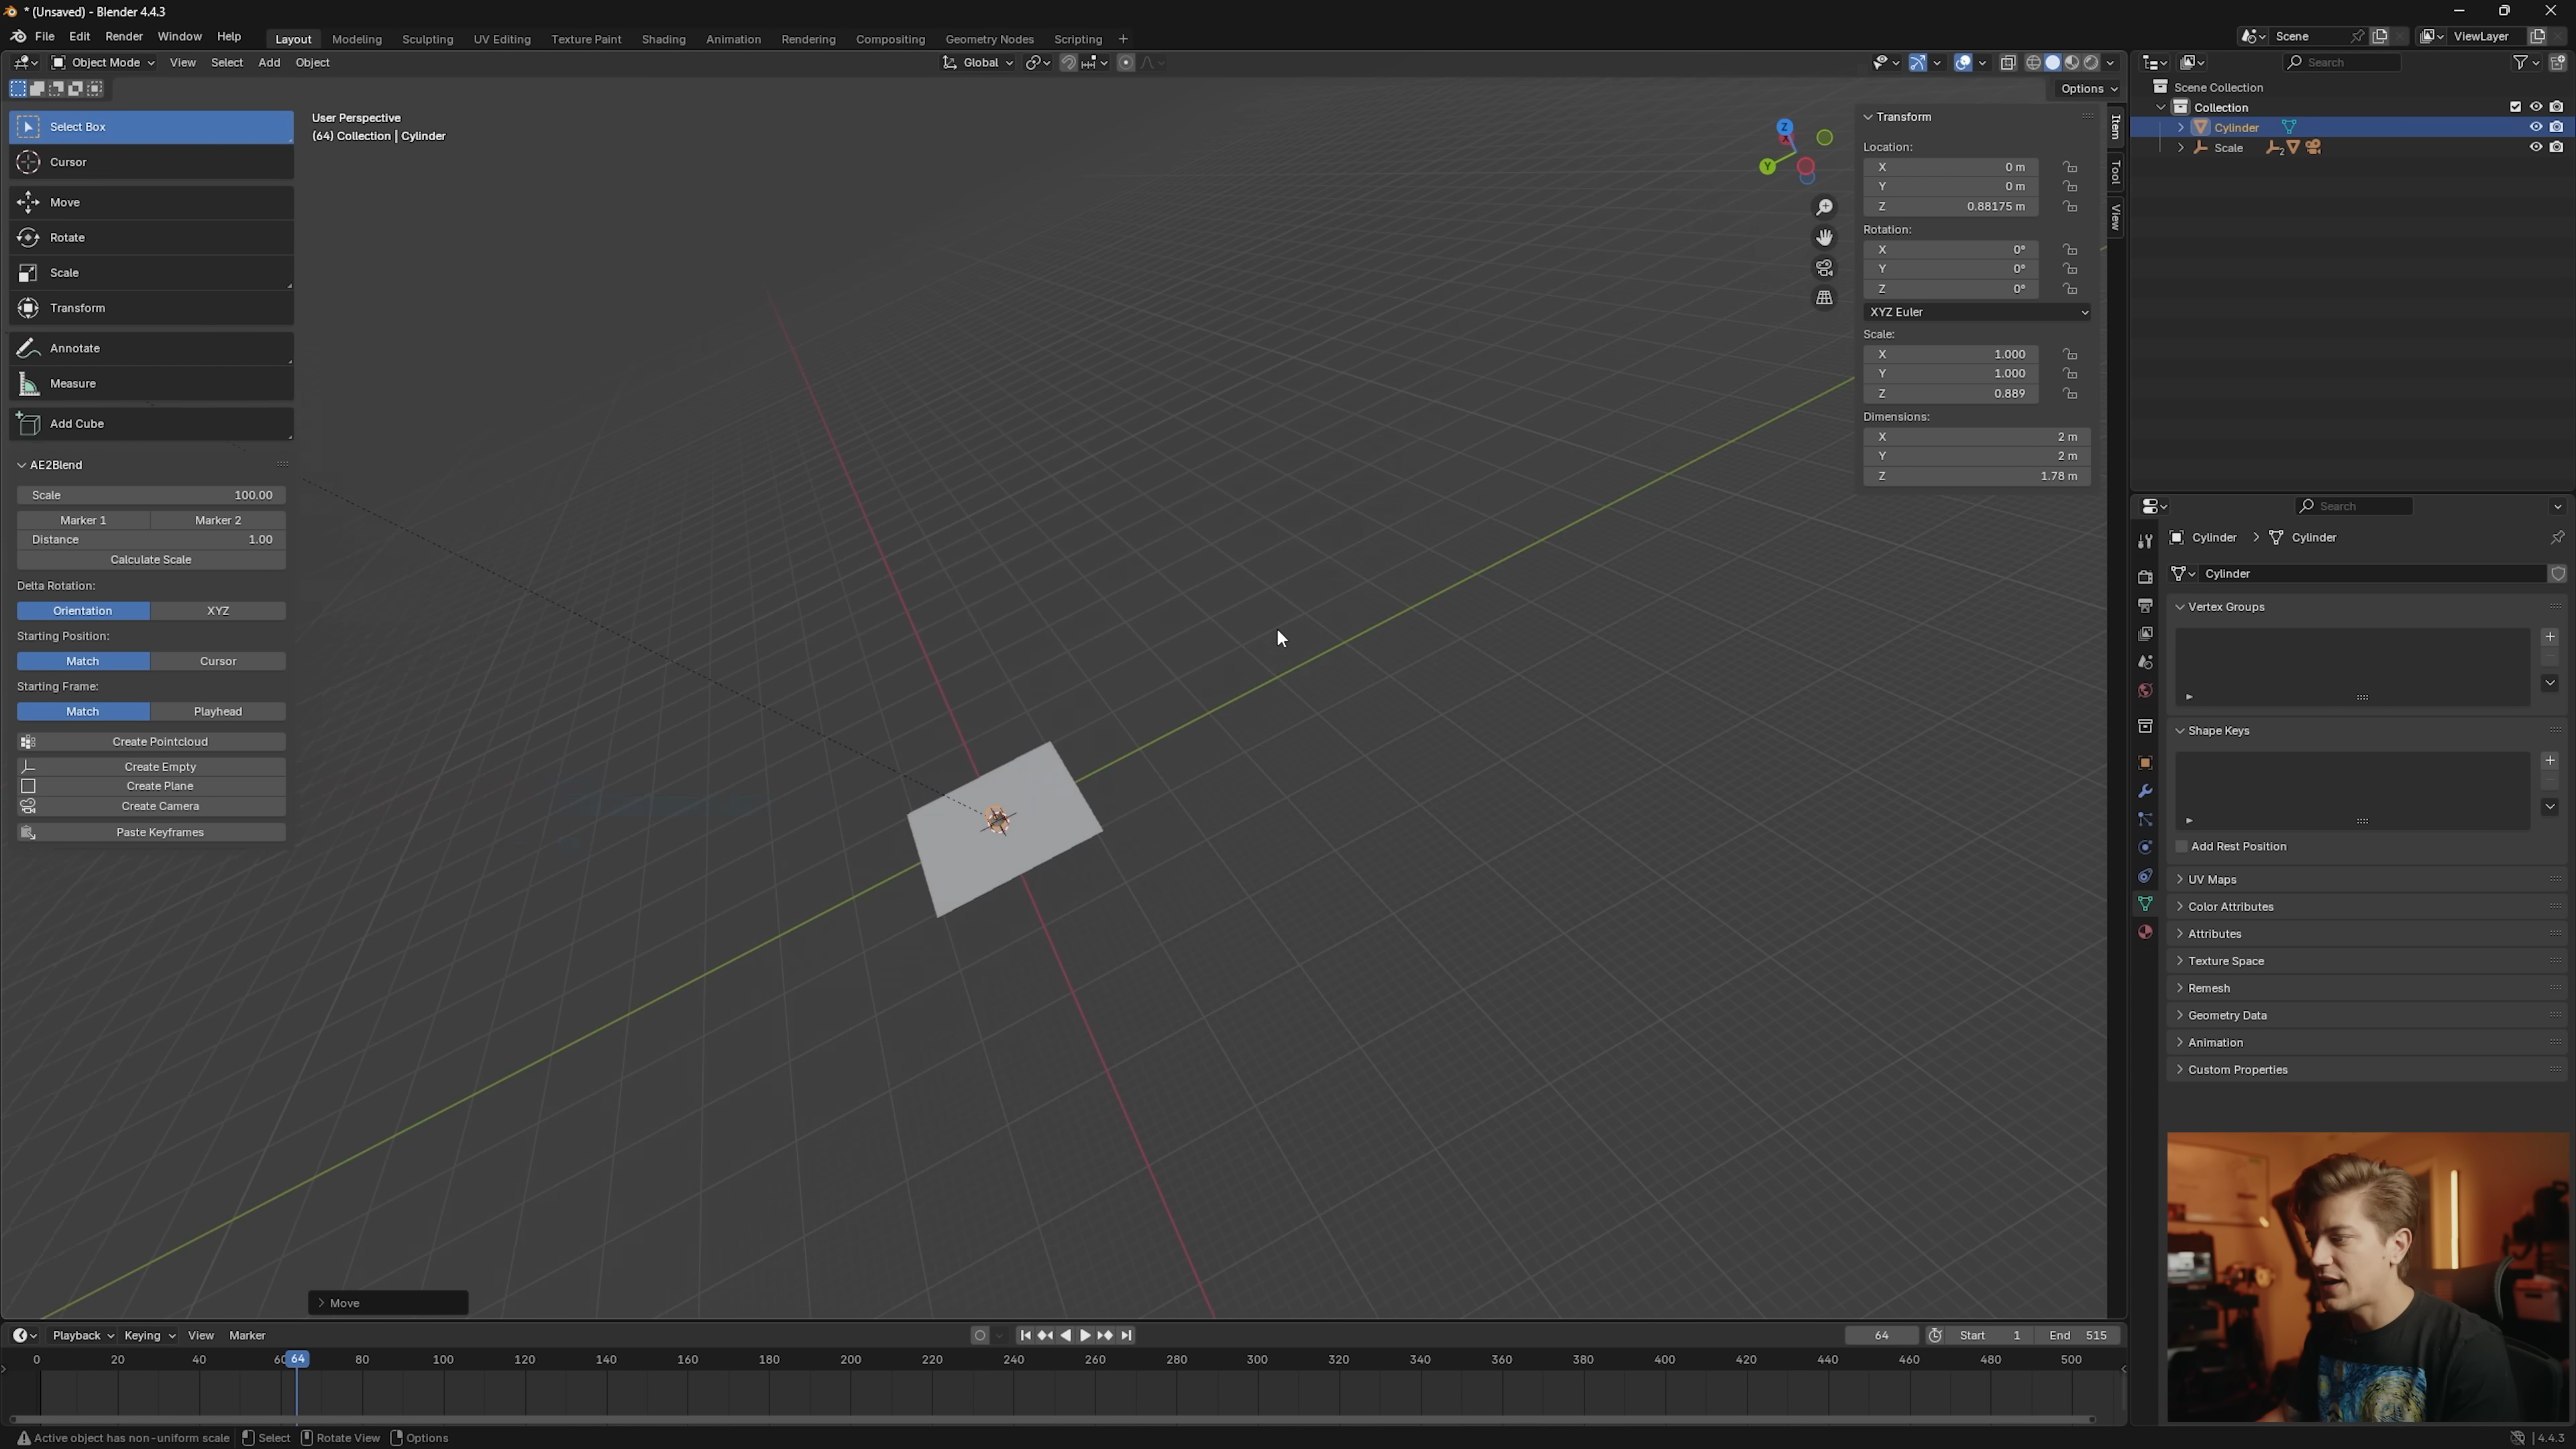 * (Unsaved) - Blender 4.4.3
File Edit Render Window Help Layout Modeling Sculpting UV Editing Texture Paint Shading Animation Rendering Compositing Geometry Nodes Scripting + Scene ViewLayer
Object Mode View Select Add Object Global Search
Options
User Perspective
(64) Collection | Cylinder
Select Box
Cursor
Move
Rotate
Scale
Transform
Annotate
Measure
Add Cube
AE2Blend
Scale 100.00
Marker 1 Marker 2
Distance 1.00
Calculate Scale
Delta Rotation:
Orientation XYZ
Starting Position:
Match Cursor
Starting Frame:
Match Playhead
Create Pointcloud
Create Empty
Create Plane
Create Camera
Paste Keyframes
Z
Y
Transform
Location:
X 0 m
Y 0 m
Z 0.88175 m
Rotation:
X 0°
Y 0°
Z 0°
XYZ Euler
Scale:
X 1.000
Y 1.000
Z 0.889
Dimensions:
X 2 m
Y 2 m
Z 1.78 m
Item
Tool
View
Scene Collection
Collection
Cylinder
Scale 2
Search
Cylinder > Cylinder
Cylinder
Vertex Groups
Shape Keys
Add Rest Position
UV Maps
Color Attributes
Attributes
Texture Space
Remesh
Geometry Data
Animation
Custom Properties
> Move
Playback Keying View Marker 64 Start 1 End 515
0 20 40 60 64 80 100 120 140 160 180 200 220 240 260 280 300 320 340 360 380 400 420 440 460 480 500
Active object has non-uniform scale Select Rotate View Options 4.4.3